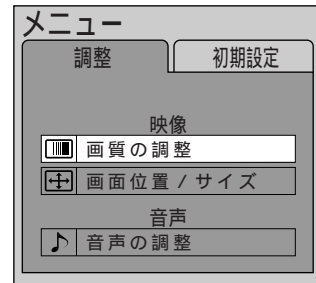 メニュー
調整 初期設定
映像
画質の調整
画面位置/サイズ
音声
音声の調整